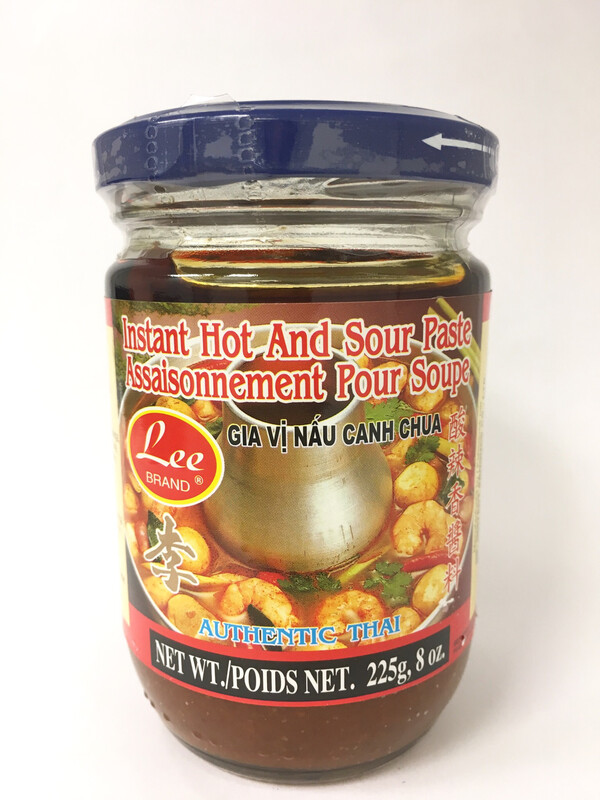 Instant Hot And Sour Paste
Assaisonnement Pour Soupe
GIA VỊ NẤU CANH CHUA
Lee
BRAND ®
李
酸辣香醬料
AUTHENTIC THAI
NET WT./POIDS NET. 225g, 8 oz.